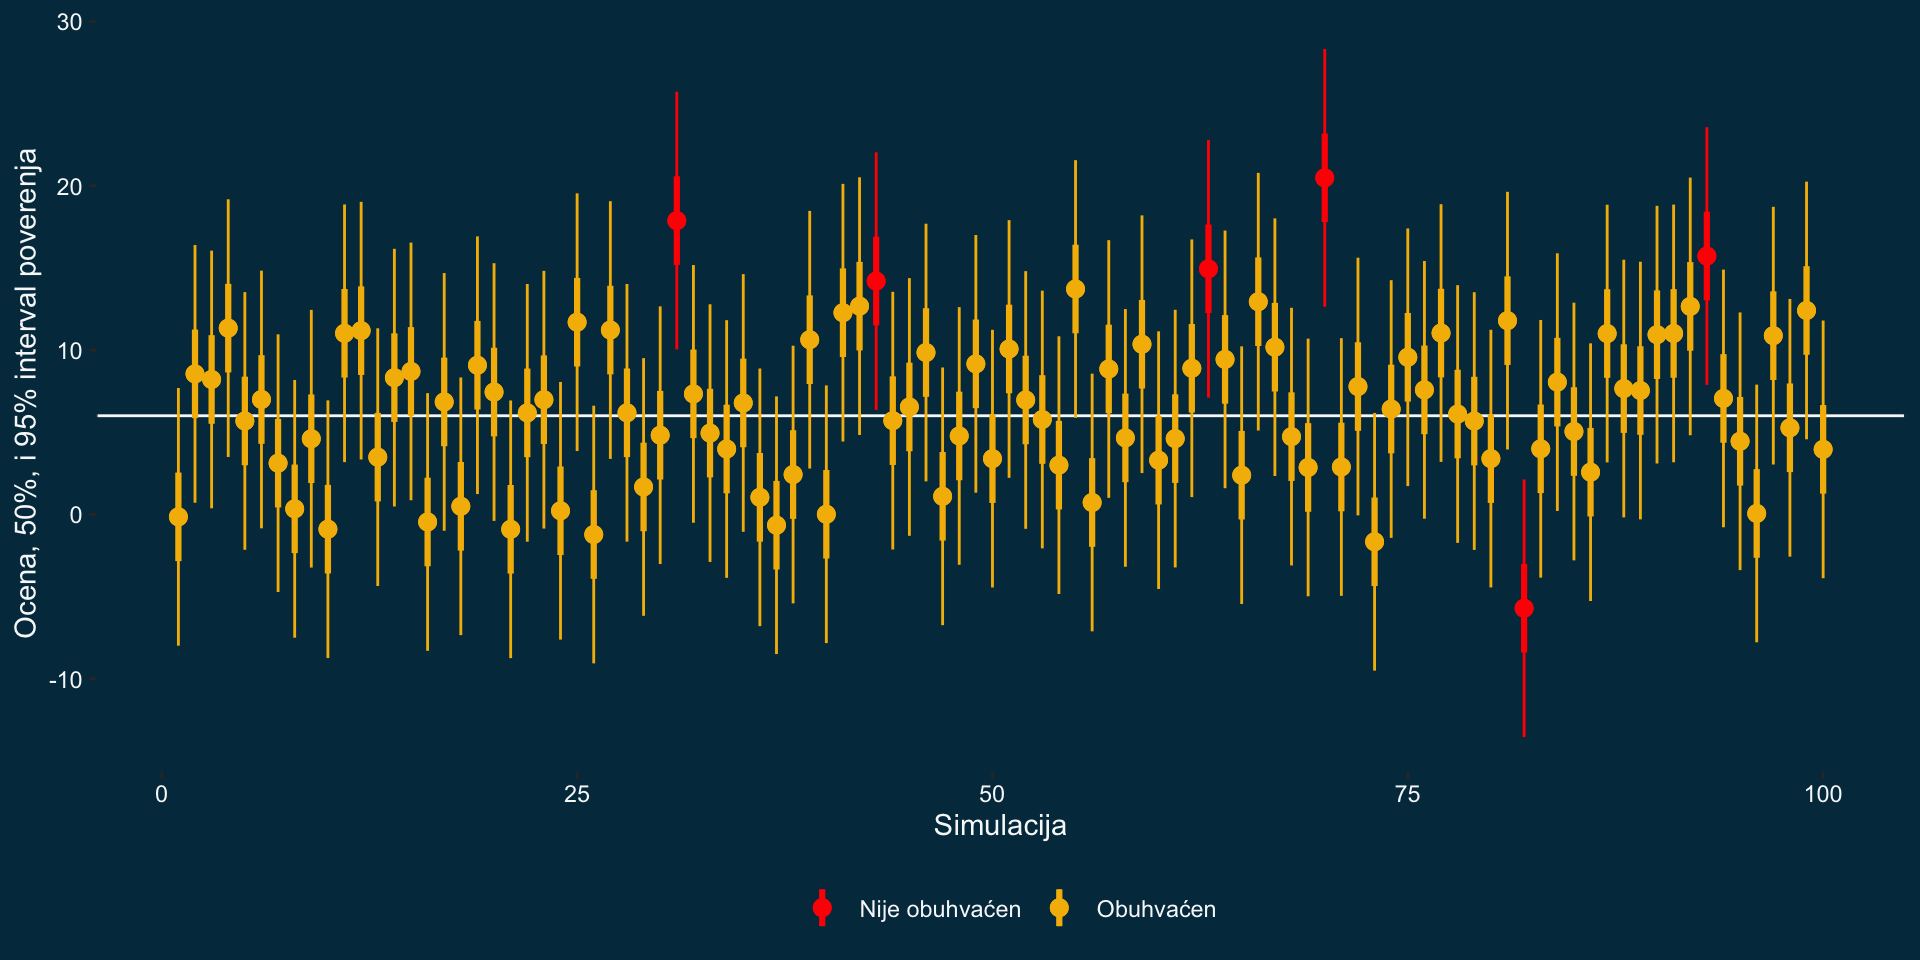 Ocena, 50%, i 95% interval poverenja
30
20
10
0
-10
0 25 50 75 100
Simulacija
Nije obuhvaćen Obuhvaćen